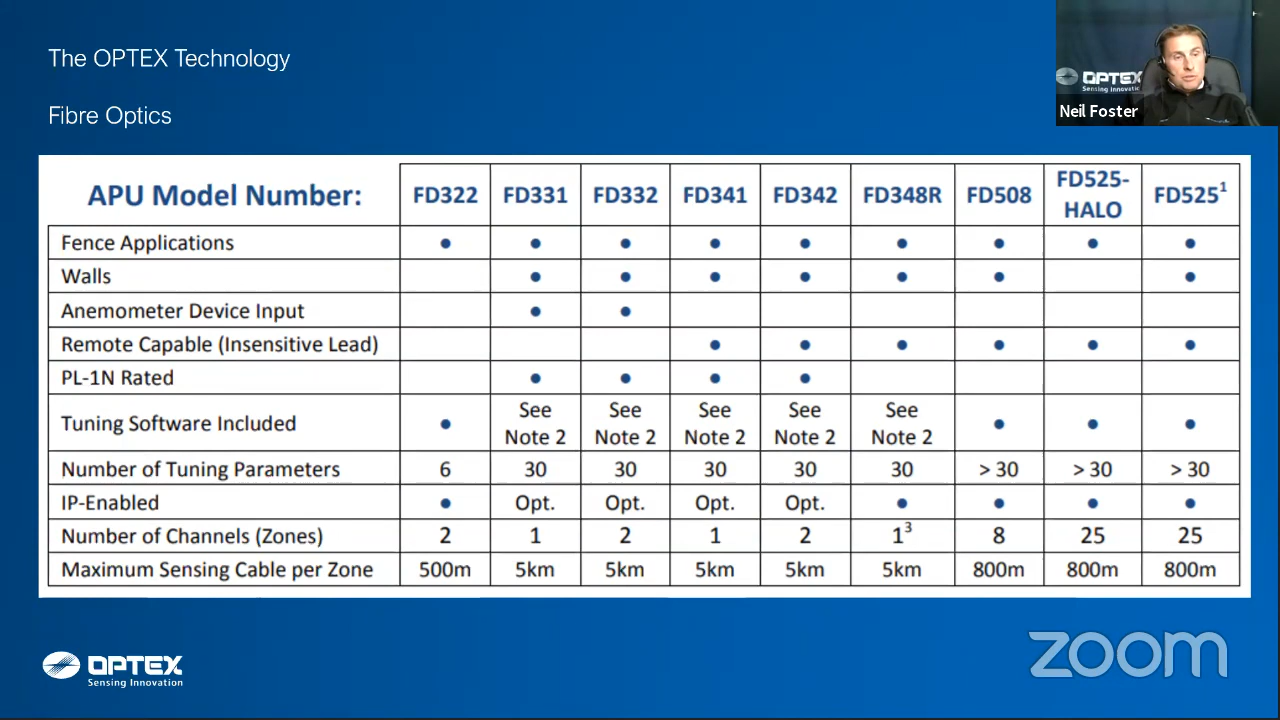 The OPTEX Technology
Fibre Optics
OPTEX
Sensing Innovatio
Neil Foster
APU Model Number: FD322 FD331 FD332 FD341 FD342 FD348R FD508 FD525-HALO FD525¹
Fence Applications ● ● ● ● ● ● ● ● ●
Walls ● ● ● ● ● ● ●
Anemometer Device Input ● ●
Remote Capable (Insensitive Lead) ● ● ● ● ● ●
PL-1N Rated ● ● ● ●
Tuning Software Included ● See Note 2 See Note 2 See Note 2 See Note 2 See Note 2 ● ● ●
Number of Tuning Parameters 6 30 30 30 30 30 > 30 > 30 > 30
IP-Enabled ● Opt. Opt. Opt. Opt. ● ● ● ●
Number of Channels (Zones) 2 1 2 1 2 1³ 8 25 25
Maximum Sensing Cable per Zone 500m 5km 5km 5km 5km 5km 800m 800m 800m
OPTEX
Sensing Innovation
zoom